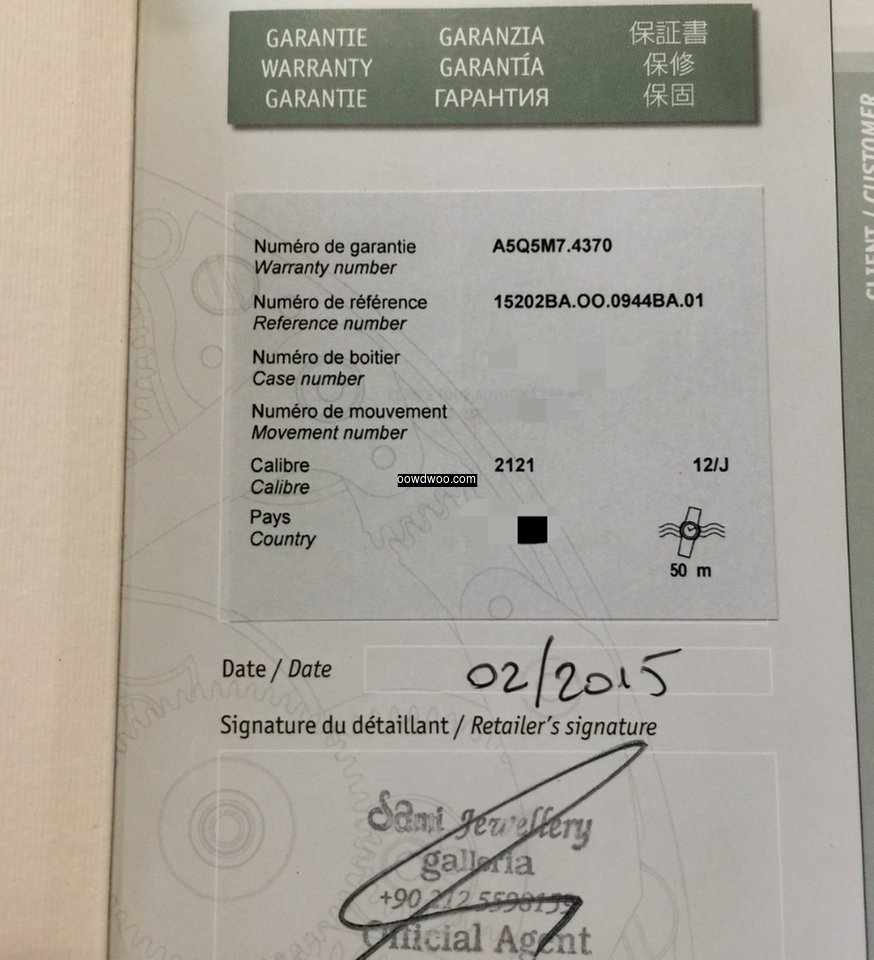 GARANTIE GARANZIA 保証書
WARRANTY GARANTÍA 保修
GARANTIE ГАРАНТИЯ 保固
CLIENT / CUSTOMER
Numéro de garantie A5Q5M7.4370
Warranty number
Numéro de référence 15202BA.OO.0944BA.01
Reference number
Numéro de boitier
Case number
Numéro de mouvement
Movement number
Calibre 2121 12/J
Calibre
oowdwoo.com
Pays
Country
50 m
Date / Date 02/2015
Signature du détaillant / Retailer's signature
Sami Jewellery
galleria
+90 212 5598159
Official Agent